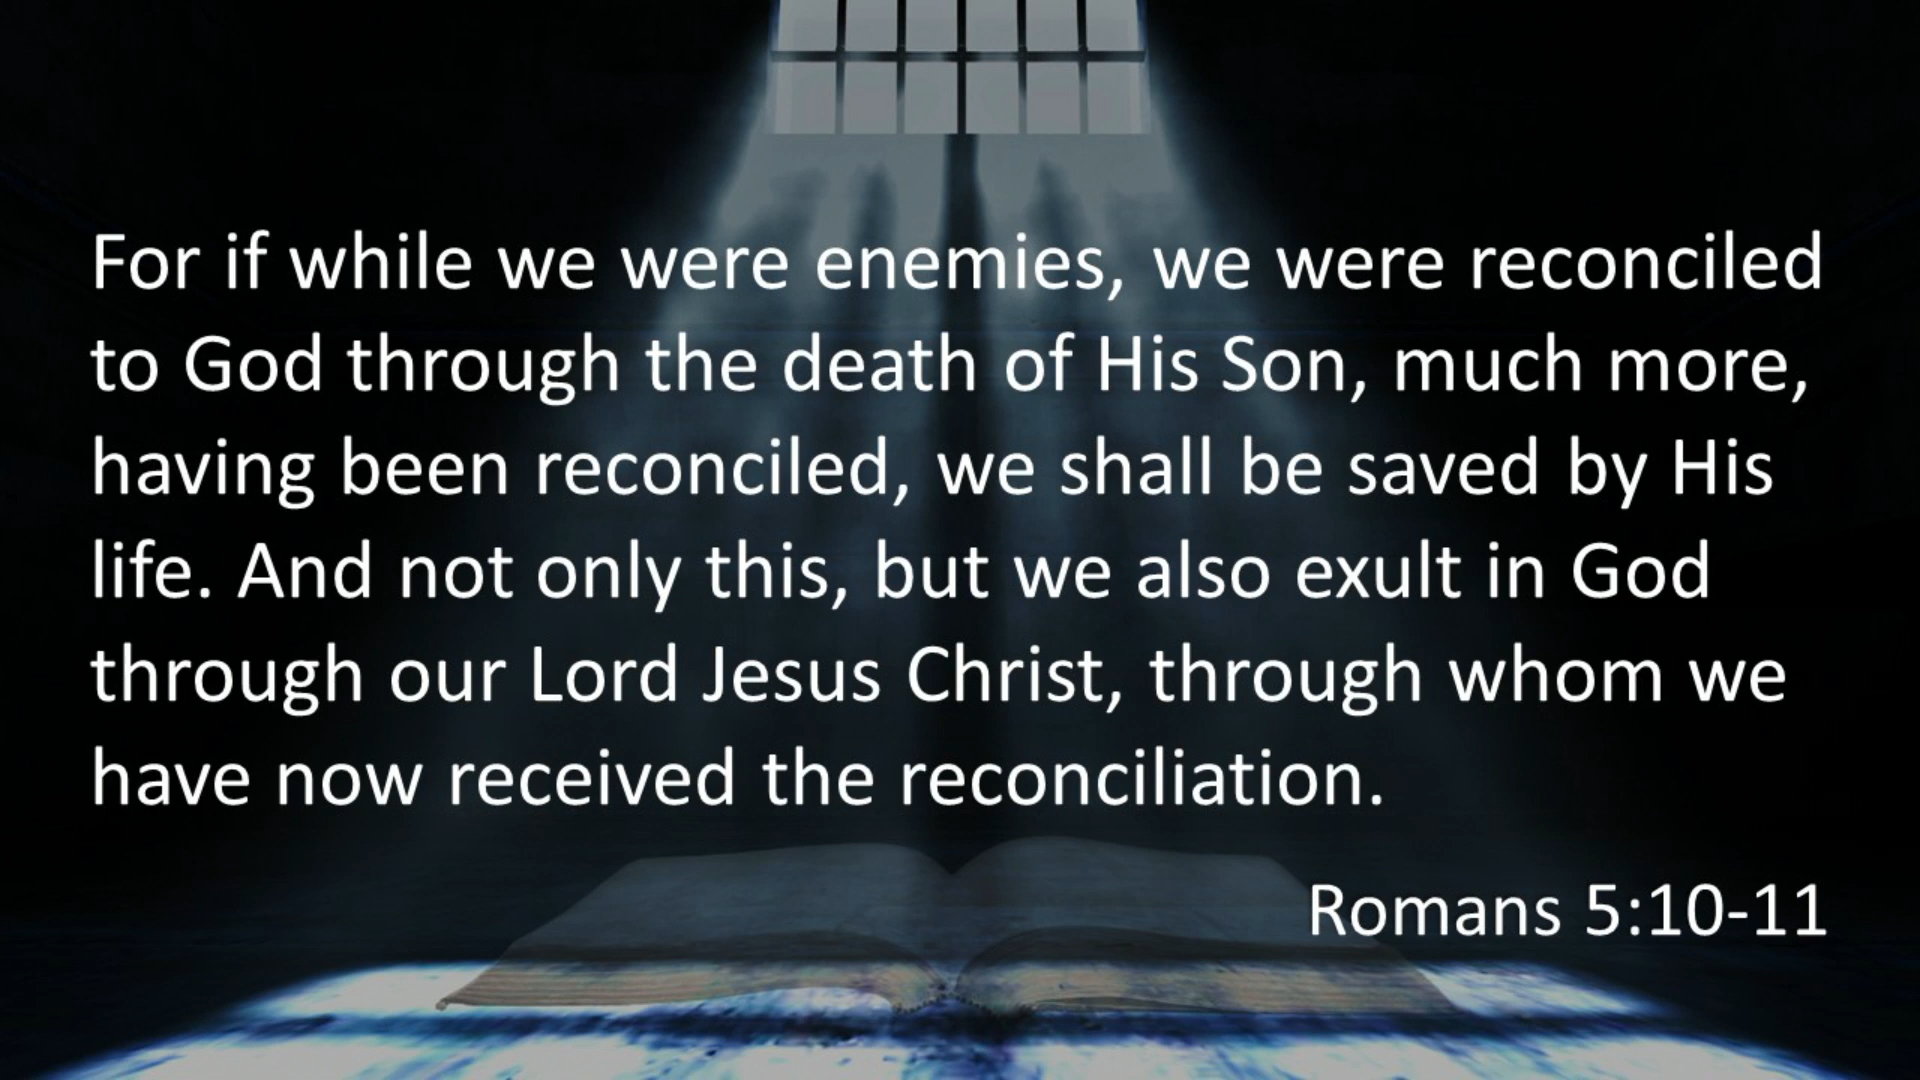 For if while we were enemies, we were reconciled
to God through the death of His Son, much more,
having been reconciled, we shall be saved by His
life. And not only this, but we also exult in God
through our Lord Jesus Christ, through whom we
have now received the reconciliation.
Romans 5:10-11